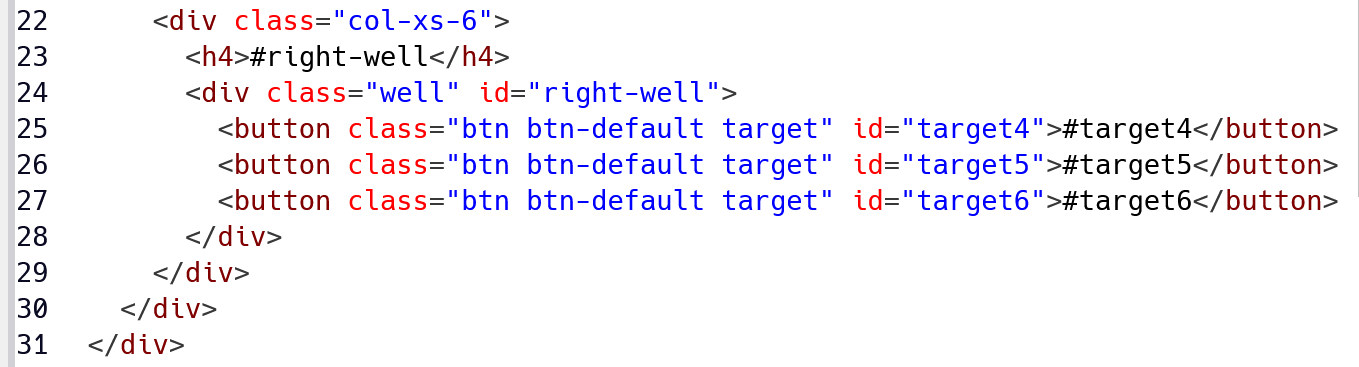 22      <div class="col-xs-6">
23        <h4>#right-well</h4>
24        <div class="well" id="right-well">
25          <button class="btn btn-default target" id="target4">#target4</button>
26          <button class="btn btn-default target" id="target5">#target5</button>
27          <button class="btn btn-default target" id="target6">#target6</button>
28        </div>
29      </div>
30    </div>
31  </div>